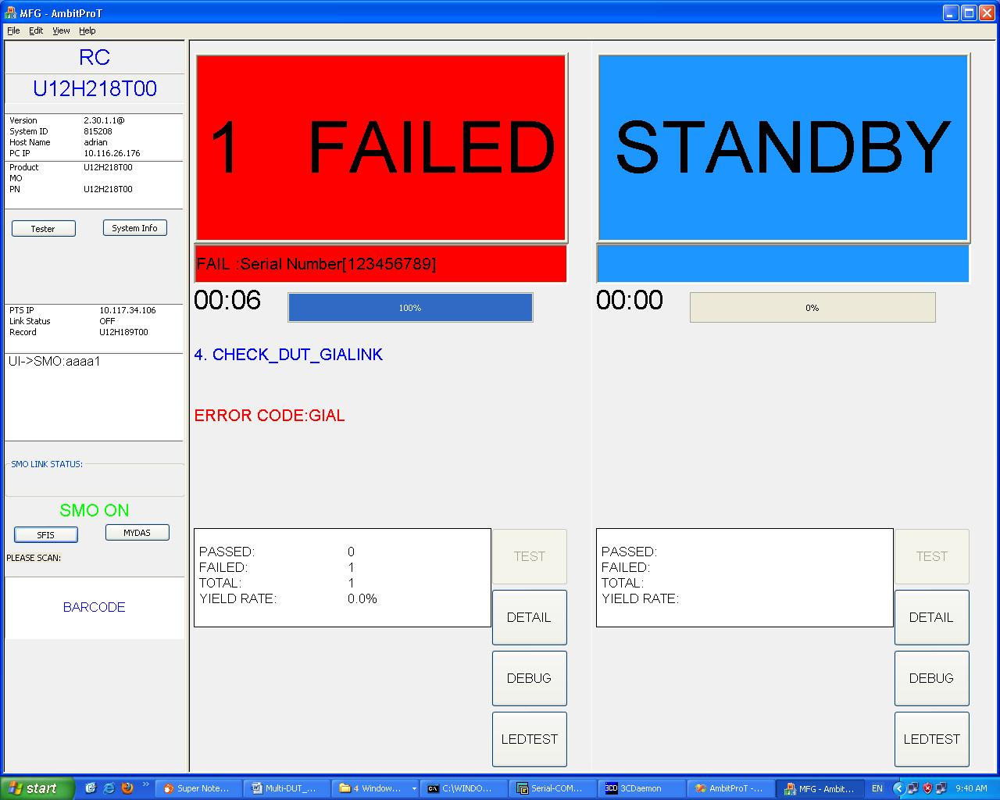 MFG - AmbitProT
File Edit View Help
RC
U12H218T00
Version 2.30.1.1@
System ID 815208
Host Name adrian
PC IP 10.116.26.176
Product U12H218T00
MO
PN U12H218T00
Tester System Info
PTS IP 10.117.34.106
Link Status OFF
Record U12H189T00
UI->SMO:aaaa1
SMO LINK STATUS:
SMO ON
SFIS MYDAS
PLEASE SCAN:
BARCODE
1 FAILED
FAIL :Serial Number[123456789]
00:06 100%
4. CHECK_DUT_GIALINK
ERROR CODE:GIAL
PASSED: 0
FAILED: 1
TOTAL: 1
YIELD RATE: 0.0%
TEST
DETAIL
DEBUG
LEDTEST
STANDBY
00:00 0%
PASSED:
FAILED:
TOTAL:
YIELD RATE:
TEST
DETAIL
DEBUG
LEDTEST
start Super Note... Multi-DUT_... 4 Window... C:\WINDO... Serial-COM... 3CDaemon AmbitProT -... MFG - Ambit... EN 9:40 AM